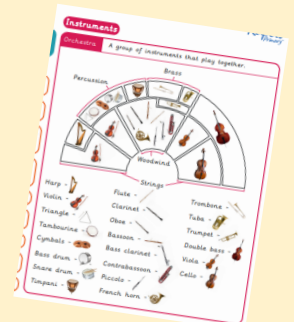 Instruments
Orchestra
A group of instruments that play together.
Brass
Percussion
Woodwind
Strings
Harp -
Violin -
Triangle -
Tambourine -
Cymbals -
Bass drum -
Snare drum -
Timpani -
Flute -
Clarinet -
Oboe -
Bassoon -
Bass clarinet -
Contrabassoon -
Piccolo -
French horn -
Trombone -
Tuba -
Trumpet -
Double bass -
Viola -
Cello -